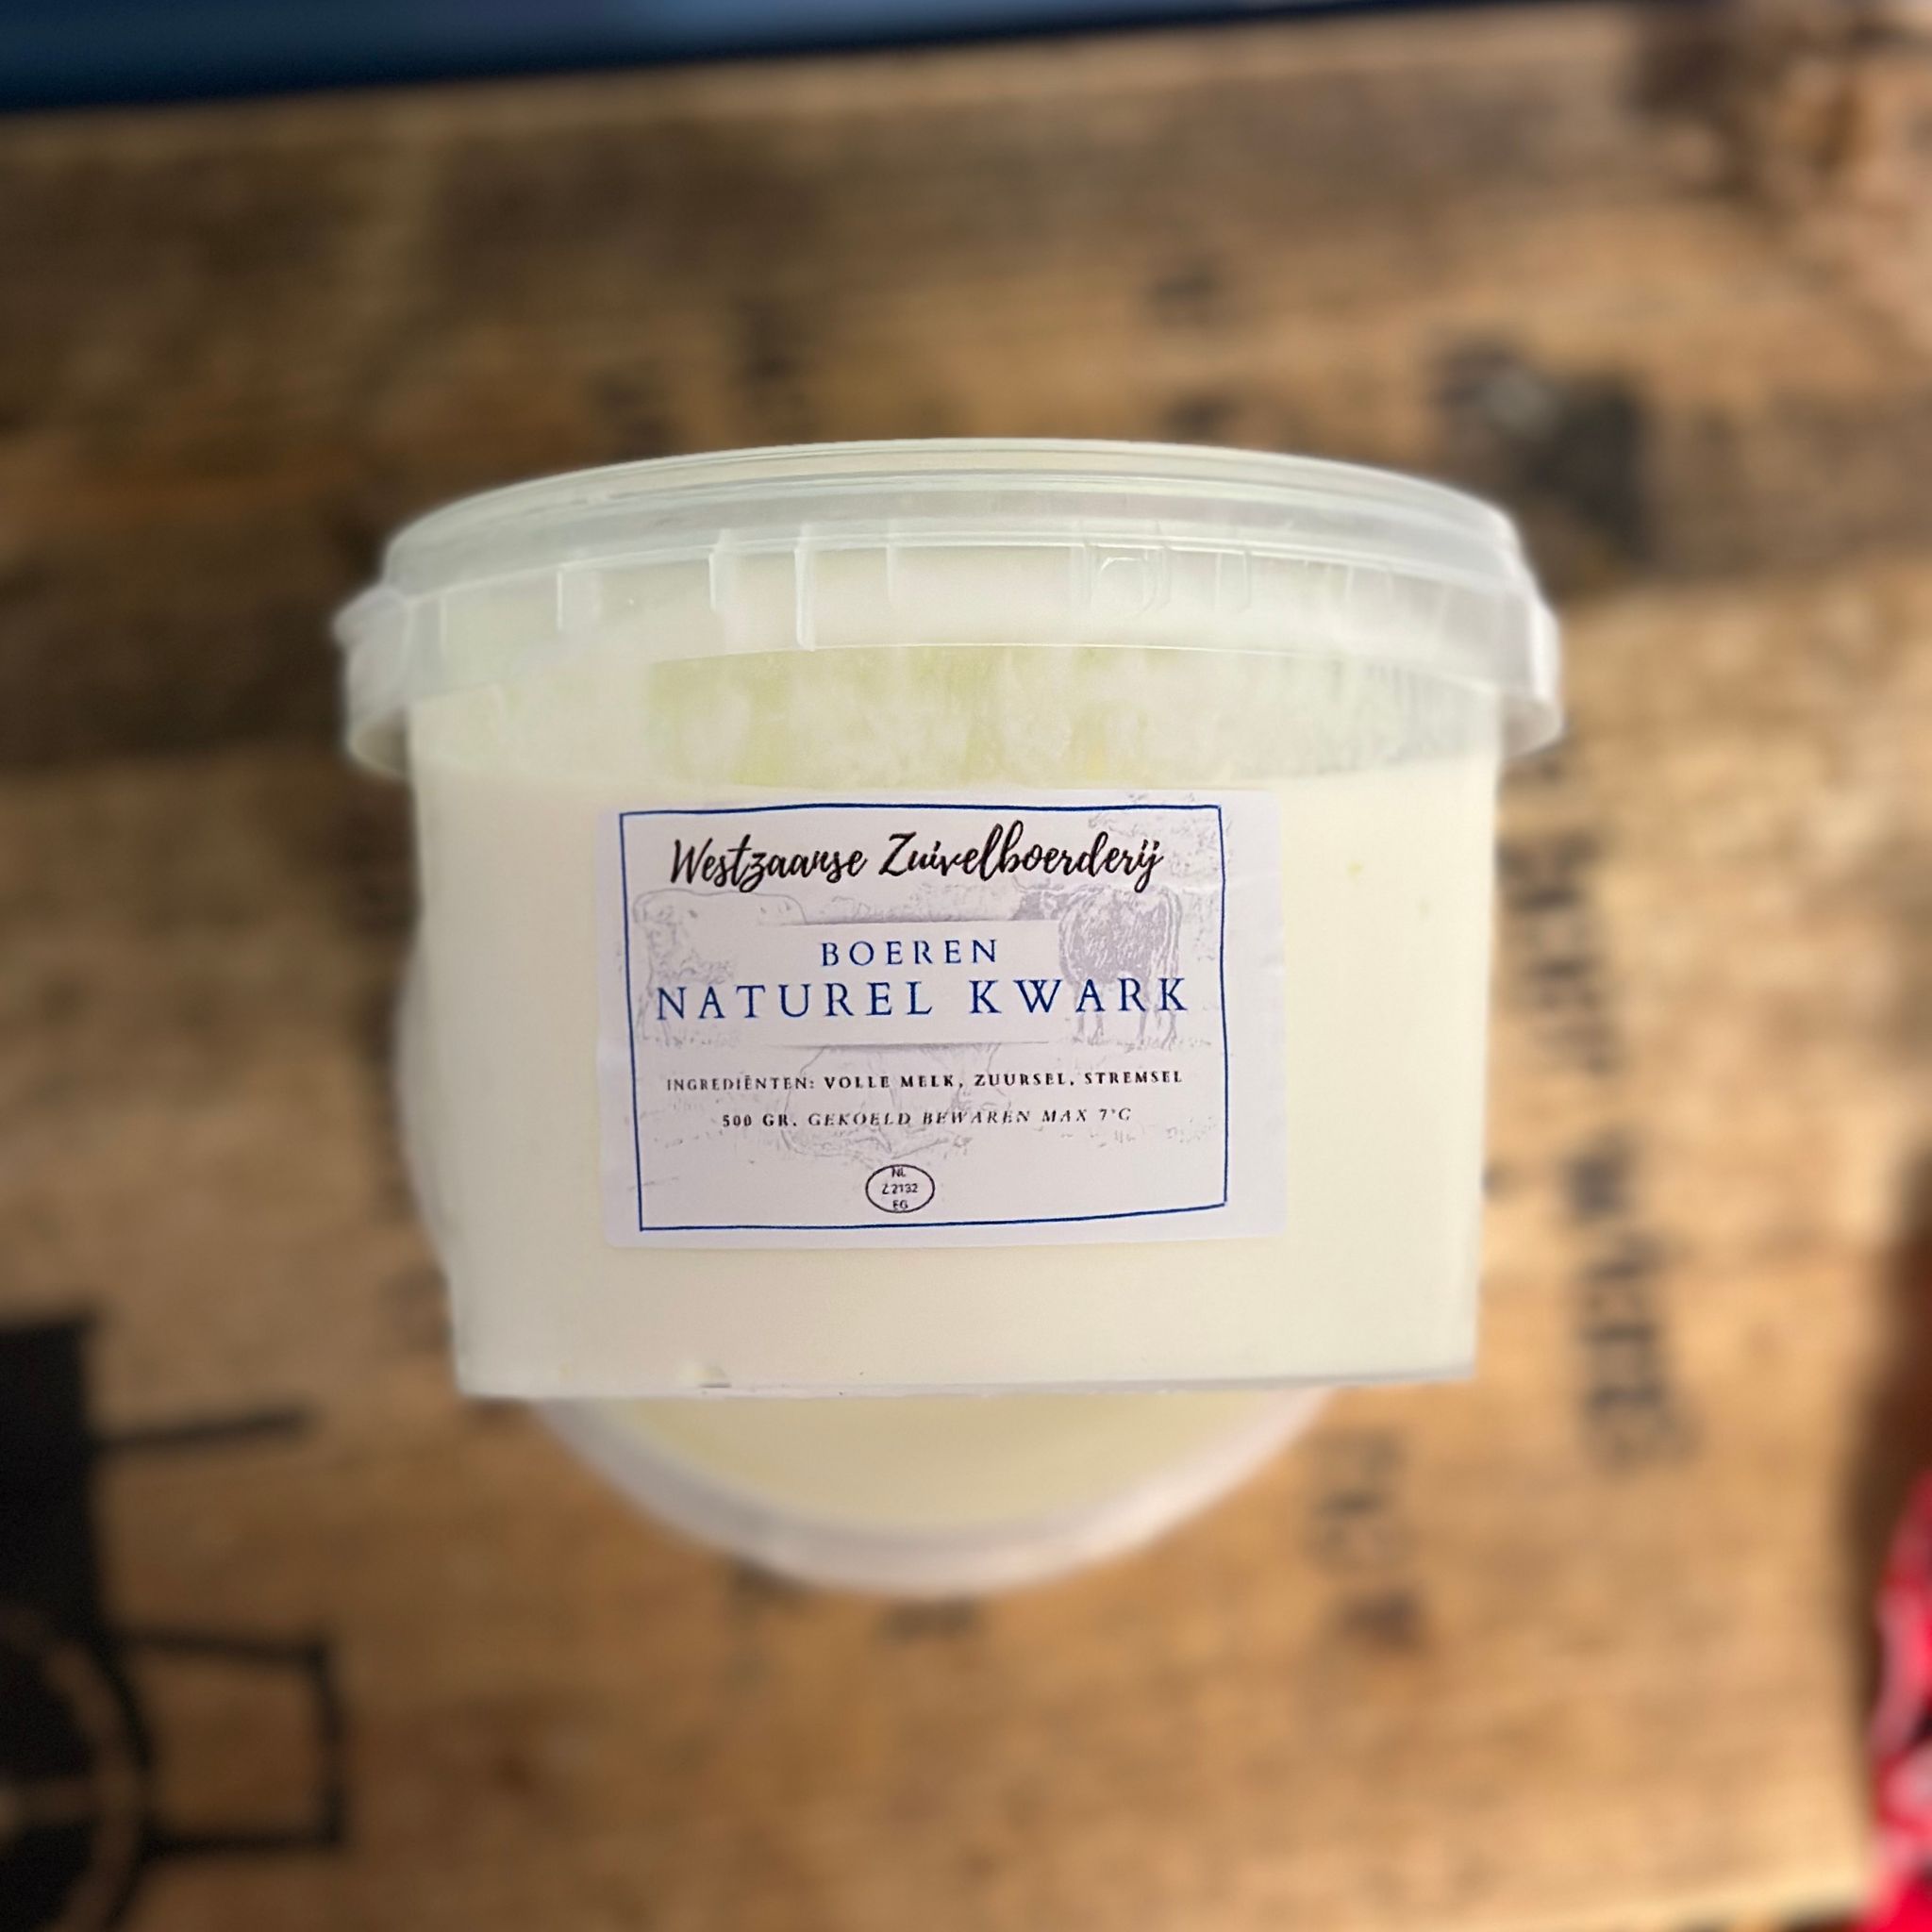 Westzaanse Zuivelboerderij
BOEREN
NATUREL KWARK
INGREDIËNTEN: VOLLE MELK, ZUURSEL, STREMSEL
500 GR. GEKOELD BEWAREN MAX 7°C
NL
Z 2132
EG